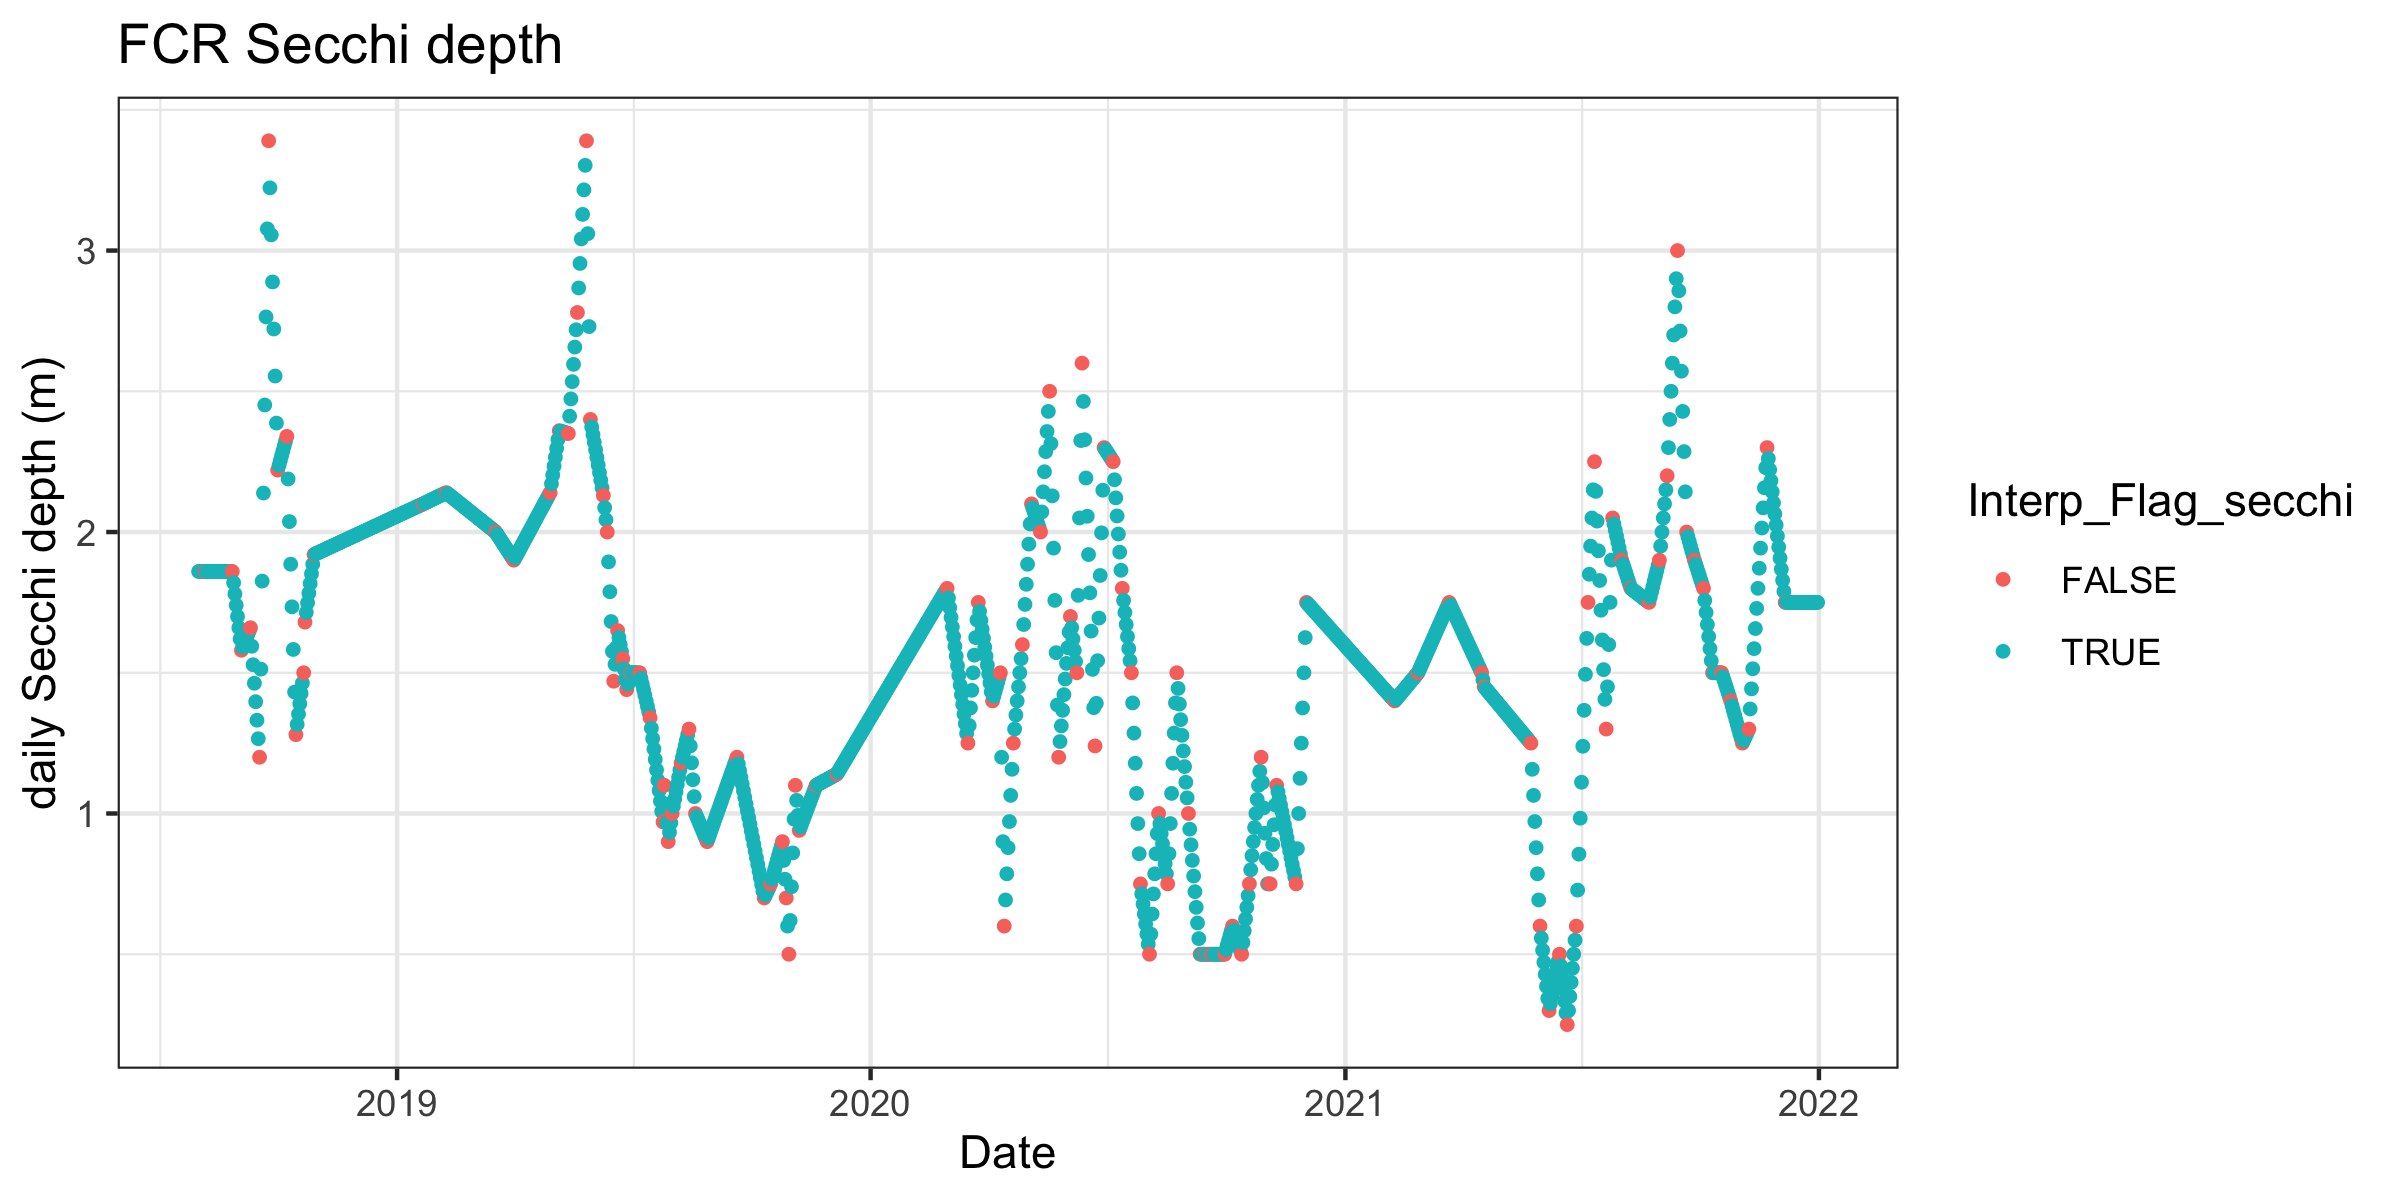 FCR Secchi depth
daily Secchi depth (m)
3
2
1
2019
2020
2021
2022
Date
Interp_Flag_secchi
FALSE
TRUE